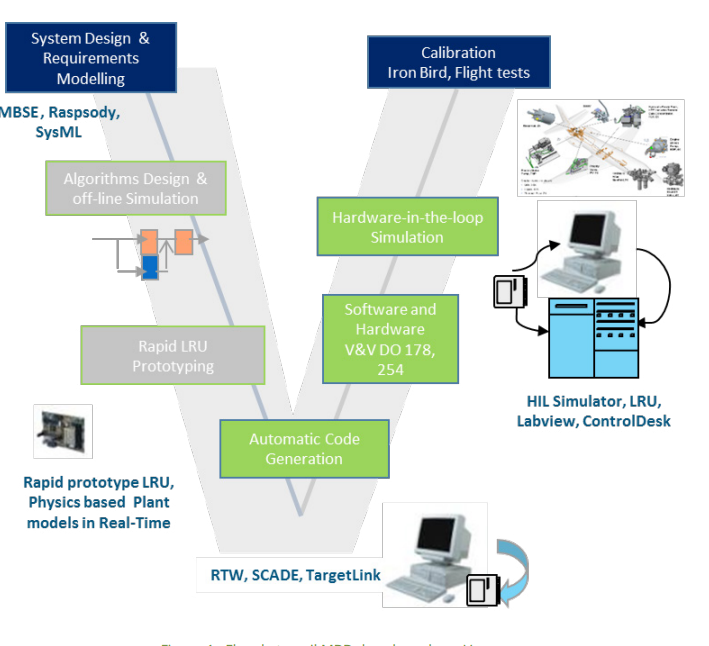 System Design &
Requirements
Modelling
Calibration
Iron Bird, Flight tests
MBSE, Raspsody,
SysML
Algorithms Design &
off-line Simulation
Hardware-in-the-loop
Simulation
Software and
Hardware
V&V DO 178,
254
Rapid LRU
Prototyping
HIL Simulator, LRU,
Labview, ControlDesk
Automatic Code
Generation
Rapid prototype LRU,
Physics based Plant
models in Real-Time
RTW, SCADE, TargetLink